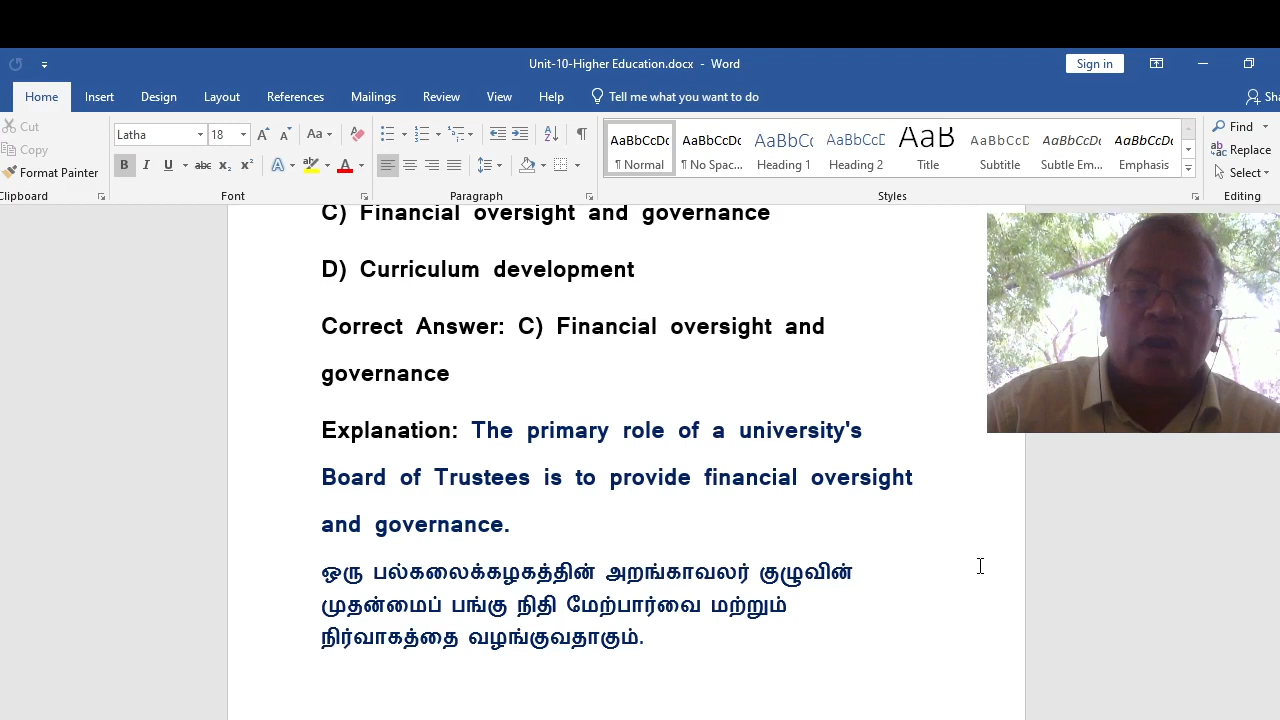 Unit-10-Higher Education.docx - Word
Sign in
Home Insert Design Layout References Mailings Review View Help Tell me what you want to do
Cut
Copy
Format Painter
Latha 18
Aa
B I U abc X₂ X²
AaBbCcDc AaBbCcDc AaBbC AaBbCcD AaB AaBbCcD AaBbCcDc AaBbCcDc
¶ Normal ¶ No Spac... Heading 1 Heading 2 Title Subtitle Subtle Em... Emphasis
Find
Replace
Select
Clipboard Font Paragraph Styles Editing
C) Financial oversight and governance
D) Curriculum development
Correct Answer: C) Financial oversight and
governance
Explanation: The primary role of a university's
Board of Trustees is to provide financial oversight
and governance.
ஒரு பல்கலைக்கழகத்தின் அறங்காவலர் குழுவின்
முதன்மைப் பங்கு நிதி மேற்பார்வை மற்றும்
நிர்வாகத்தை வழங்குவதாகும்.